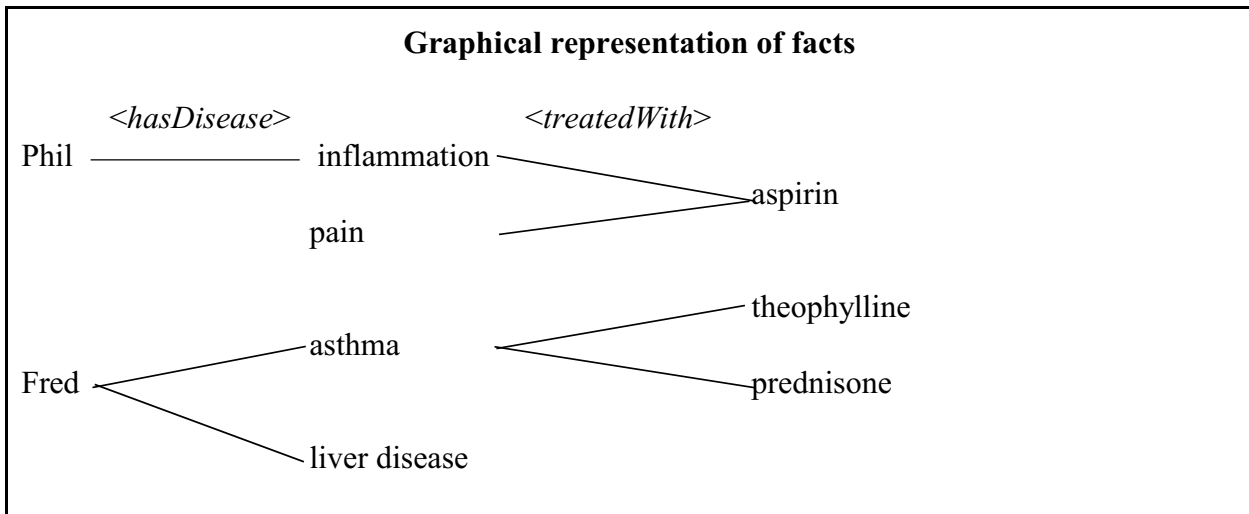 Graphical representation of facts
<hasDisease> <treatedWith>
Phil inflammation
aspirin
pain
theophylline
asthma
Fred prednisone
liver disease